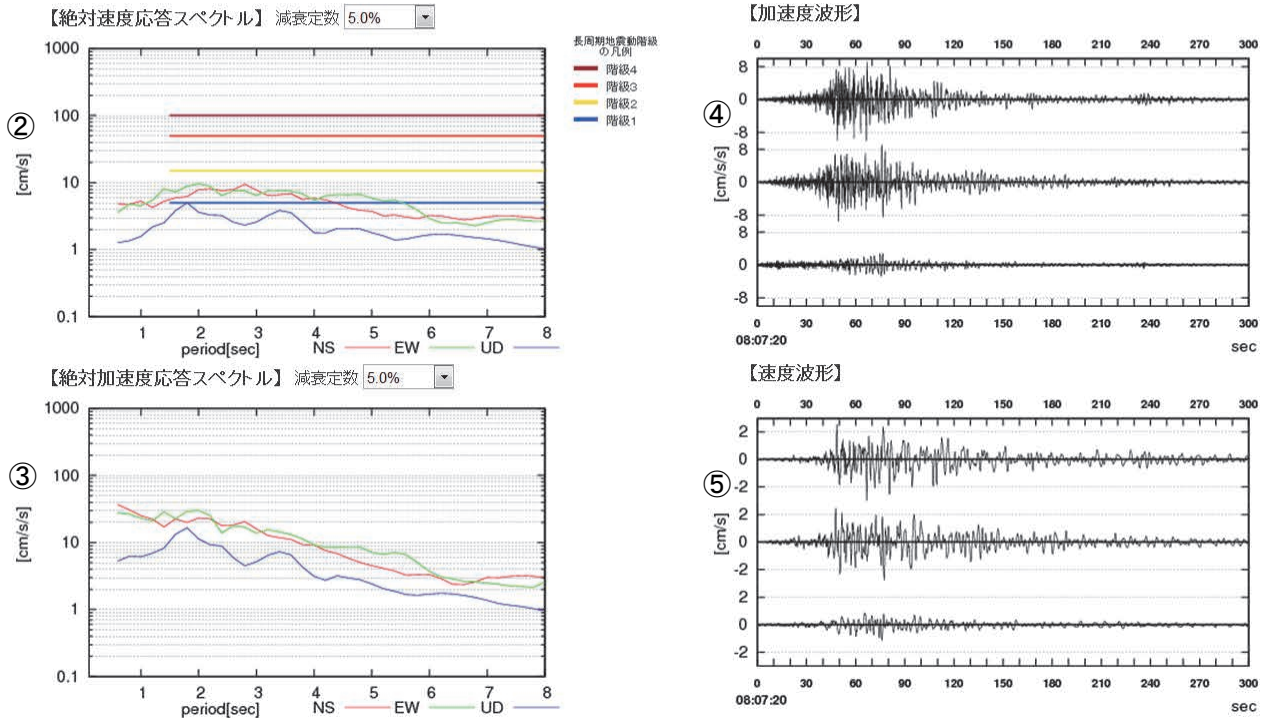 【絶対速度応答スペクトル】 減衰定数 5.0%
②
[cm/s]
1000
100
10
1
0.1
長周期地震動階級
の凡例
階級4
階級3
階級2
階級1
1 2 3 4 5 6 7 8
period[sec] NS EW UD
【絶対加速度応答スペクトル】 減衰定数 5.0%
③
[cm/s/s]
1000
100
10
1
0.1
1 2 3 4 5 6 7 8
period[sec] NS EW UD
【加速度波形】
0 30 60 90 120 150 180 210 240 270 300
④
[cm/s/s]
8
0
-8
8
0
-8
8
0
-8
0 30 60 90 120 150 180 210 240 270 300
08:07:20
sec
【速度波形】
0 30 60 90 120 150 180 210 240 270 300
⑤
[cm/s]
2
0
-2
2
0
-2
2
0
-2
0 30 60 90 120 150 180 210 240 270 300
08:07:20
sec